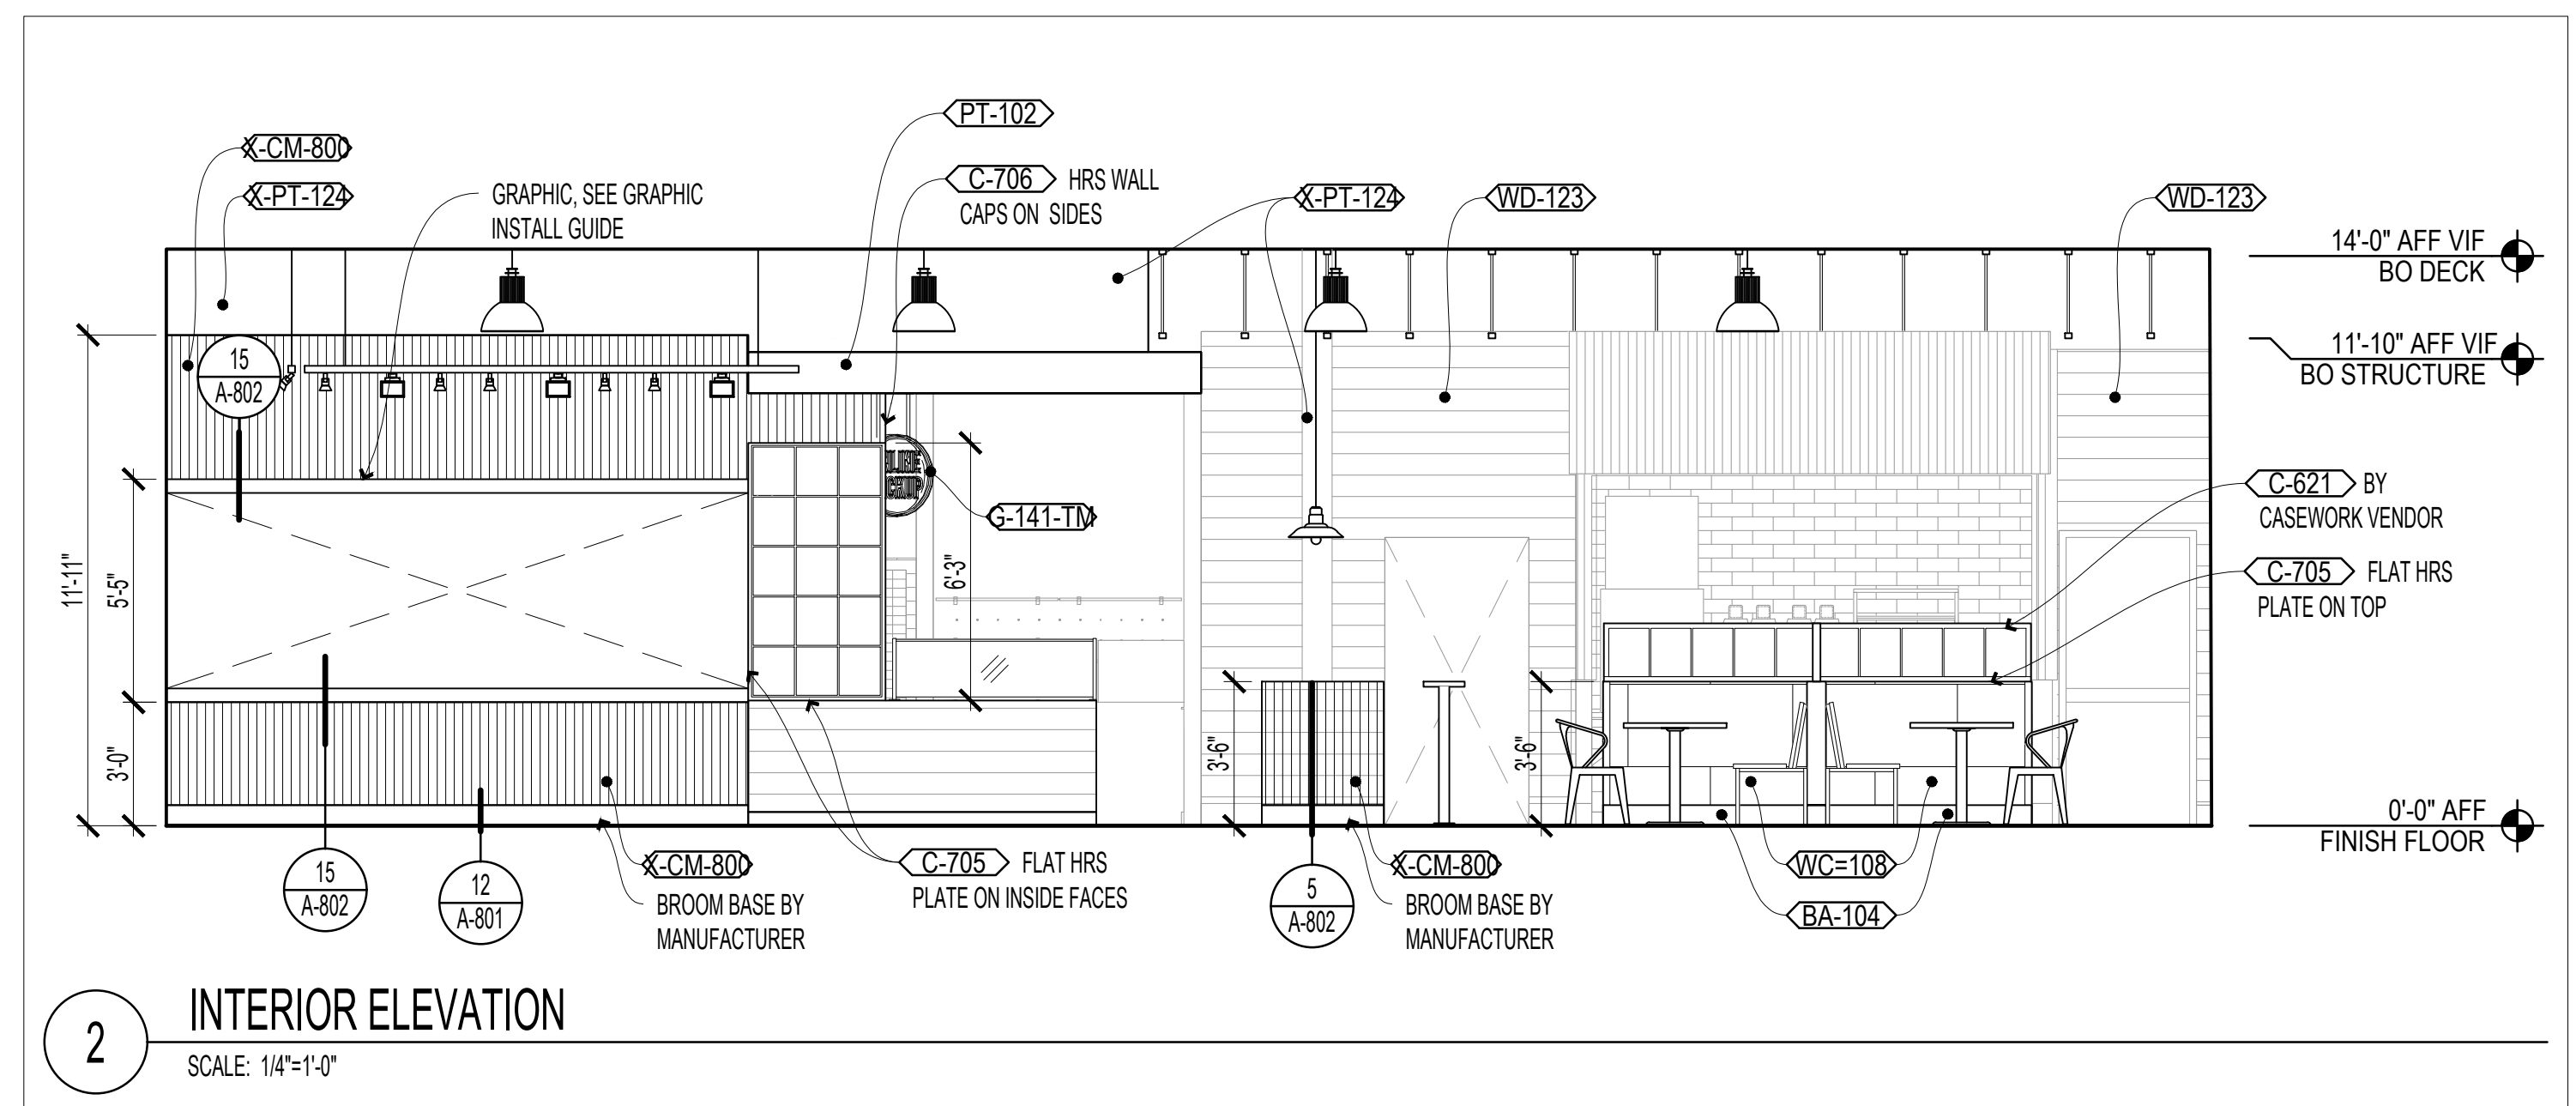 PT-102
X-CM-800
C-706 HRS WALL
CAPS ON SIDES
X-PT-124
GRAPHIC, SEE GRAPHIC
INSTALL GUIDE
X-PT-124
WD-123
WD-123
14'-0" AFF VIF
BO DECK
11'-10" AFF VIF
BO STRUCTURE
15
A-802
G-141-TM
C-621 BY
CASEWORK VENDOR
C-705 FLAT HRS
PLATE ON TOP
11'-11"
5'-5"
3'-0"
6'-3"
3'-6"
3'-6"
0'-0" AFF
FINISH FLOOR
15
A-802
12
A-801
X-CM-800
BROOM BASE BY
MANUFACTURER
C-705 FLAT HRS
PLATE ON INSIDE FACES
5
A-802
X-CM-800
BROOM BASE BY
MANUFACTURER
WC=108
BA-104
2
INTERIOR ELEVATION
SCALE: 1/4"=1'-0"